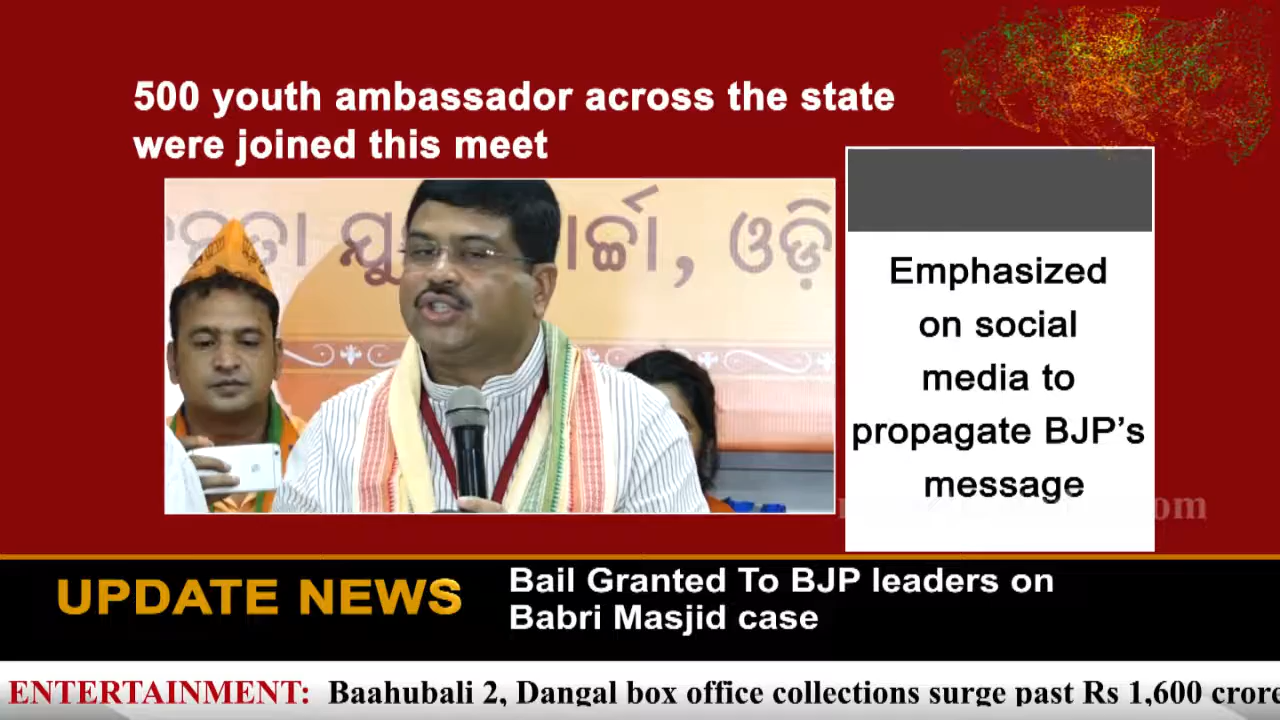 500 youth ambassador across the state
were joined this meet
ଓଡ଼ି
Emphasized
on social
media to
propagate BJP’s
message
UPDATE NEWS
Bail Granted To BJP leaders on
Babri Masjid case
ENTERTAINMENT: Baahubali 2, Dangal box office collections surge past Rs 1,600 crore